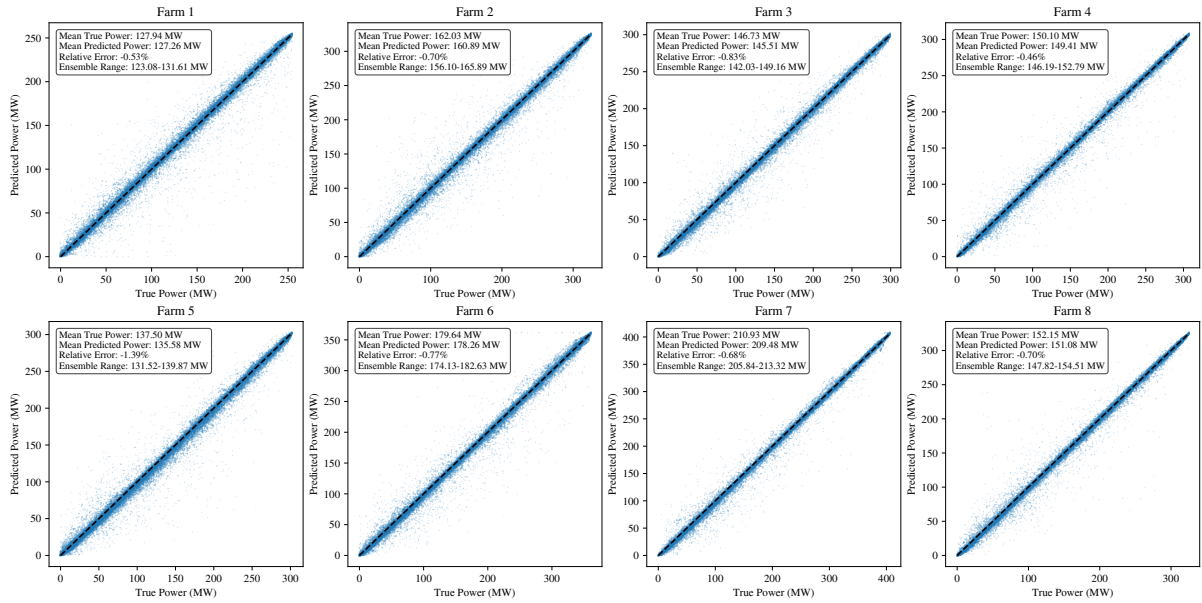 Farm 1
Mean True Power: 127.94 MW
Mean Predicted Power: 127.26 MW
Relative Error: -0.53%
Ensemble Range: 123.08-131.61 MW
Predicted Power (MW)
250
200
150
100
50
0
0 50 100 150 200 250
True Power (MW)
Farm 2
Mean True Power: 162.03 MW
Mean Predicted Power: 160.89 MW
Relative Error: -0.70%
Ensemble Range: 156.10-165.89 MW
Predicted Power (MW)
300
250
200
150
100
50
0
0 100 200 300
True Power (MW)
Farm 3
Mean True Power: 146.73 MW
Mean Predicted Power: 145.51 MW
Relative Error: -0.83%
Ensemble Range: 142.03-149.16 MW
Predicted Power (MW)
300
250
200
150
100
50
0
0 50 100 150 200 250 300
True Power (MW)
Farm 4
Mean True Power: 150.10 MW
Mean Predicted Power: 149.41 MW
Relative Error: -0.46%
Ensemble Range: 146.19-152.79 MW
Predicted Power (MW)
300
250
200
150
100
50
0
0 50 100 150 200 250 300
True Power (MW)
Farm 5
Mean True Power: 137.50 MW
Mean Predicted Power: 135.58 MW
Relative Error: -1.39%
Ensemble Range: 131.52-139.87 MW
Predicted Power (MW)
300
250
200
150
100
50
0
0 50 100 150 200 250 300
True Power (MW)
Farm 6
Mean True Power: 179.64 MW
Mean Predicted Power: 178.26 MW
Relative Error: -0.77%
Ensemble Range: 174.13-182.63 MW
Predicted Power (MW)
350
300
250
200
150
100
50
0
0 100 200 300
True Power (MW)
Farm 7
Mean True Power: 210.93 MW
Mean Predicted Power: 209.48 MW
Relative Error: -0.68%
Ensemble Range: 205.84-213.32 MW
Predicted Power (MW)
400
300
200
100
0
0 100 200 300 400
True Power (MW)
Farm 8
Mean True Power: 152.15 MW
Mean Predicted Power: 151.08 MW
Relative Error: -0.70%
Ensemble Range: 147.82-154.51 MW
Predicted Power (MW)
300
250
200
150
100
50
0
0 100 200 300
True Power (MW)